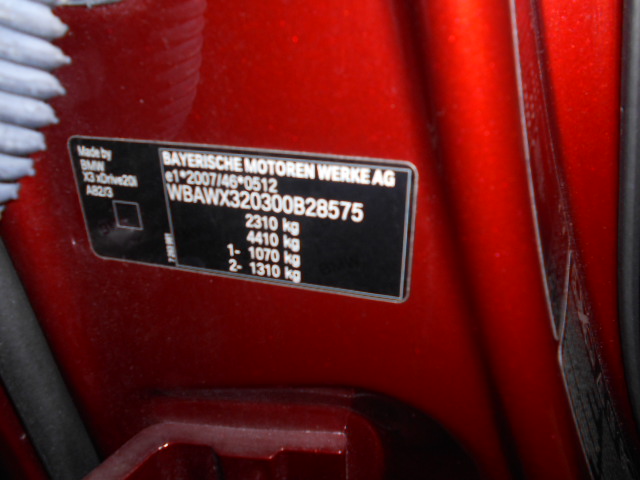 Made by
BMW
X3 xDrive20i
A82/3
BAYERISCHE MOTOREN WERKE AG
e1*2007/46*0512
WBAWX320300B28575
2310 kg
4410 kg
1- 1070 kg
2- 1310 kg